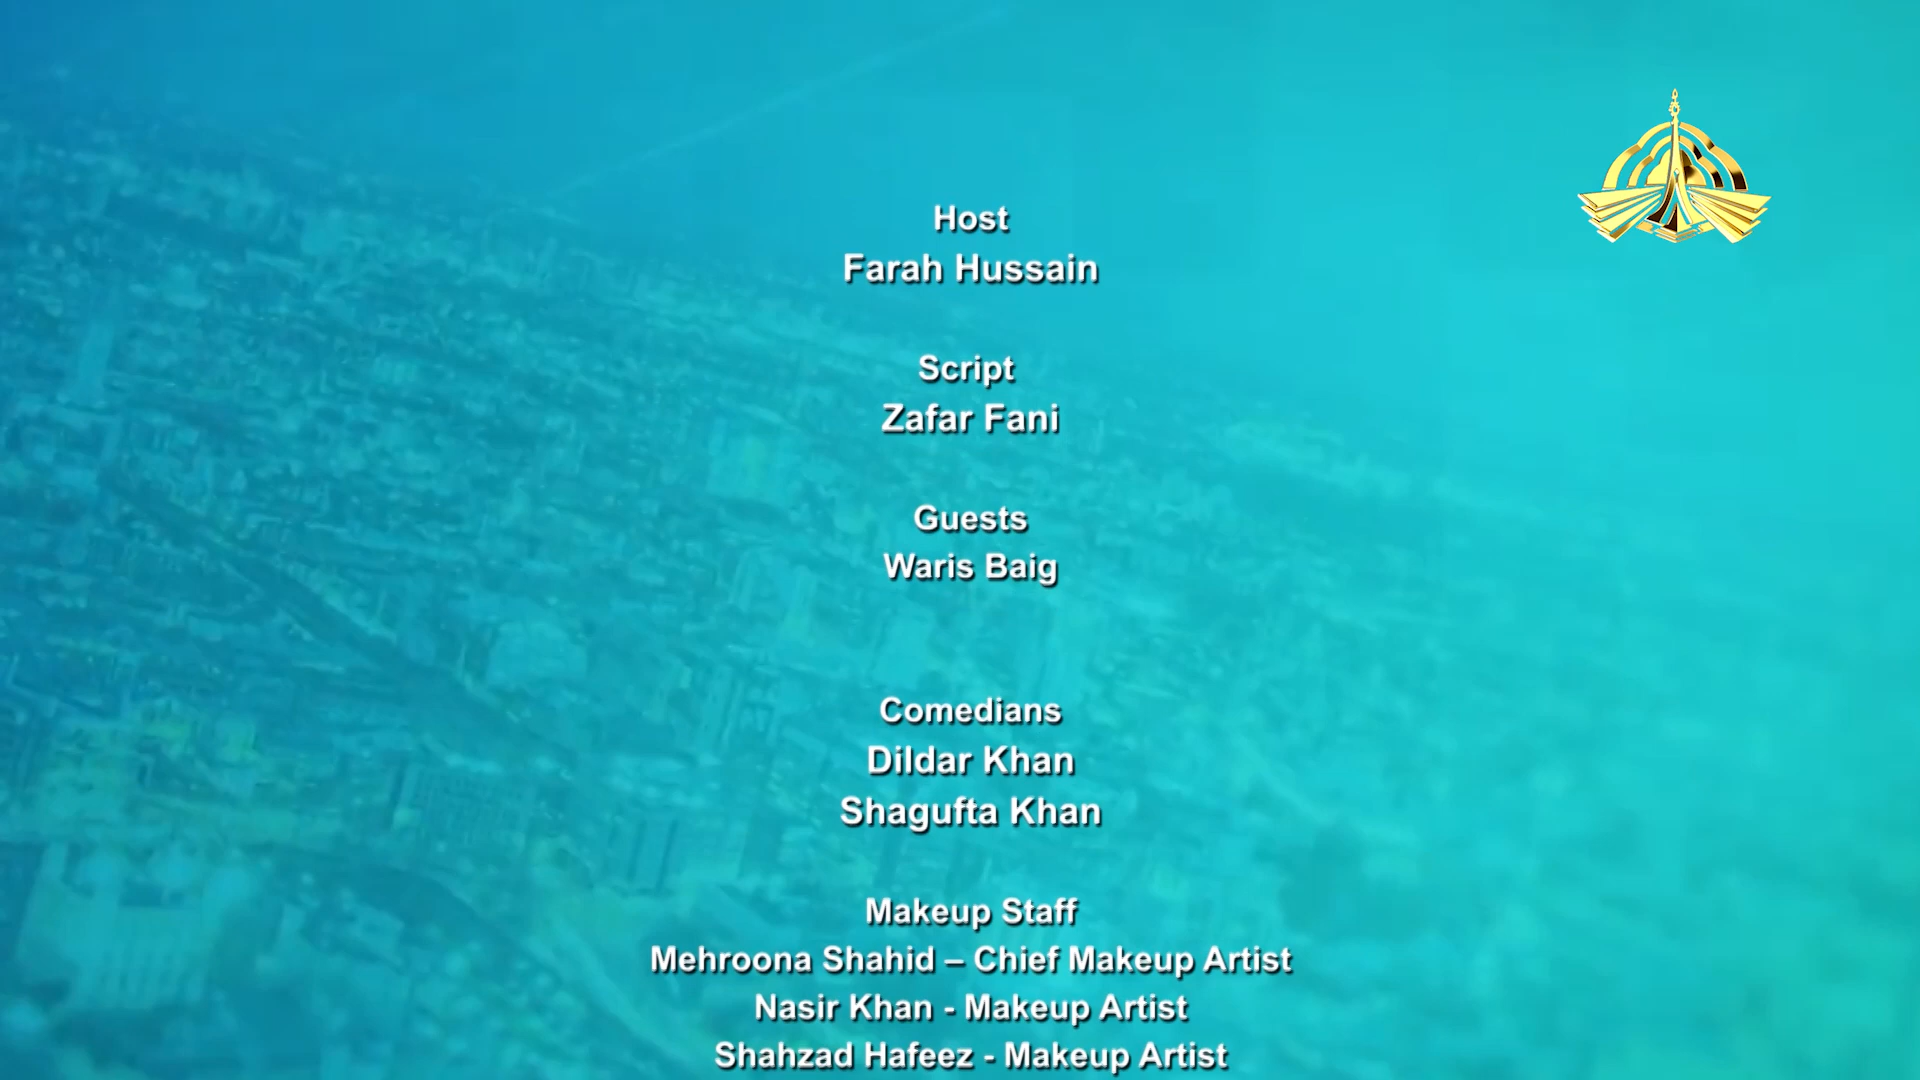 Host
Farah Hussain
Script
Zafar Fani
Guests
Waris Baig
Comedians
Dildar Khan
Shagufta Khan
Makeup Staff
Mehroona Shahid – Chief Makeup Artist
Nasir Khan - Makeup Artist
Shahzad Hafeez - Makeup Artist